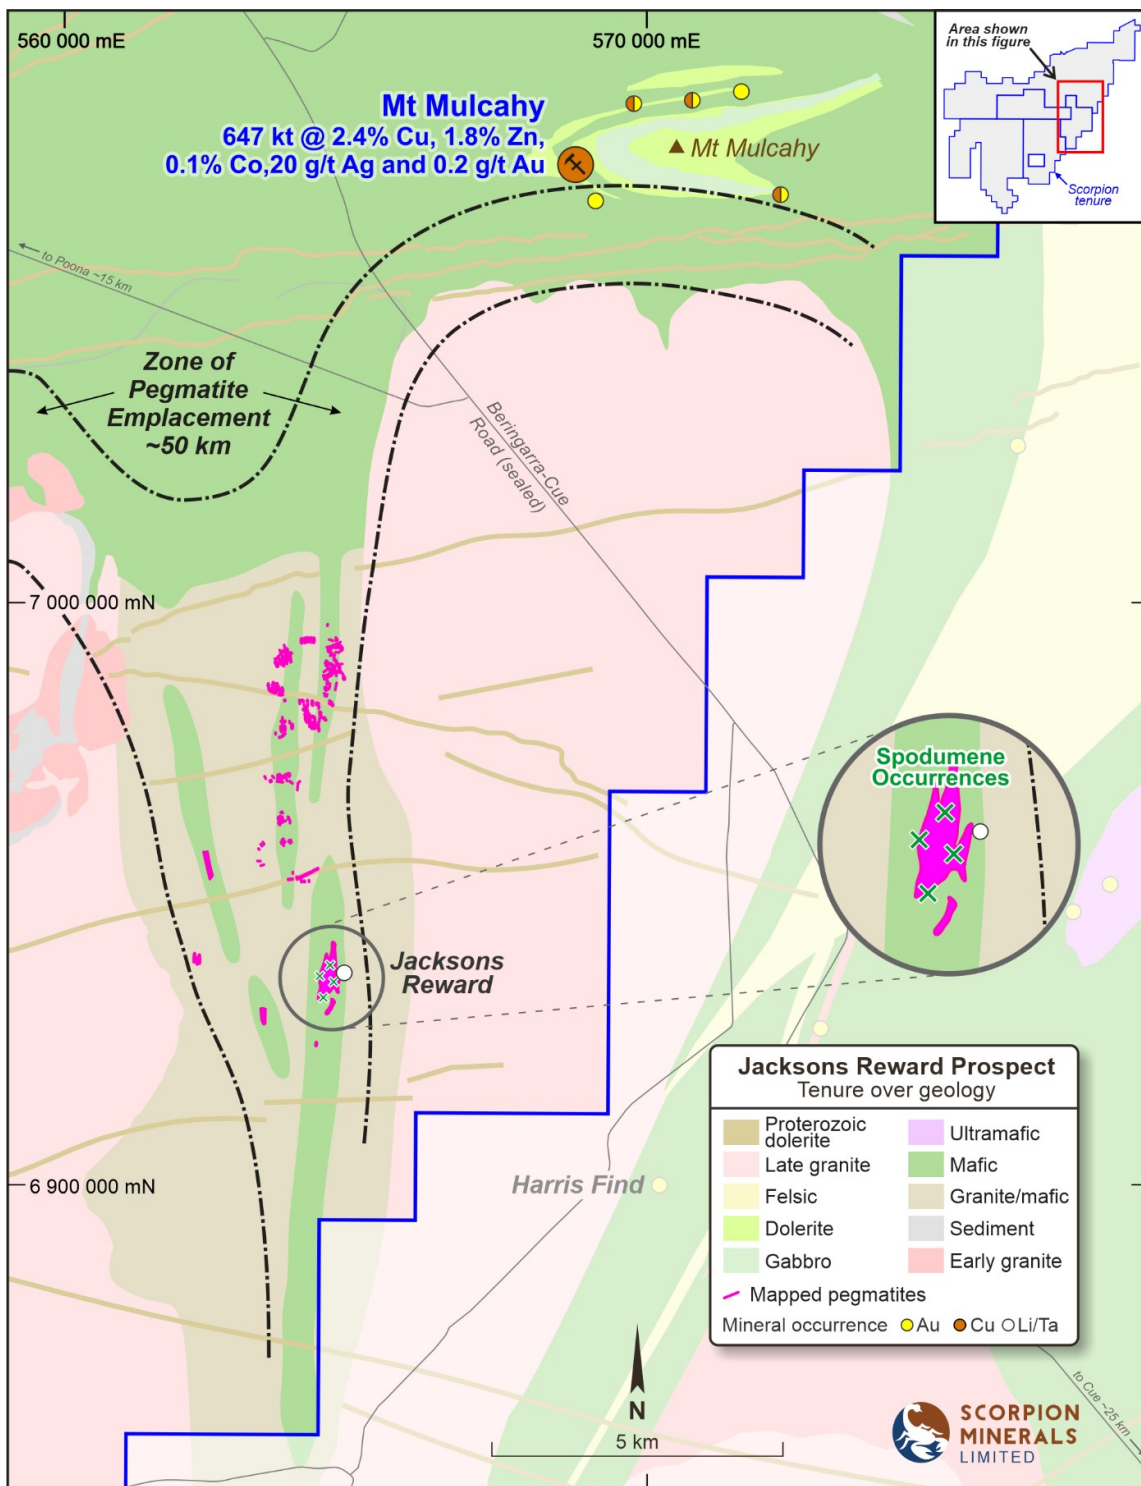 560 000 mE
570 000 mE
Area shown
in this figure
Scorpion
tenure
Mt Mulcahy
647 kt @ 2.4% Cu, 1.8% Zn,
0.1% Co,20 g/t Ag and 0.2 g/t Au
Mt Mulcahy
to Poona ~15 km
Zone of
Pegmatite
Emplacement
~50 km
Beringarra-Cue
Road (sealed)
7 000 000 mN
Spodumene
Occurrences
Jacksons
Reward
6 900 000 mN
Harris Find
Jacksons Reward Prospect
Tenure over geology
Proterozoic
dolerite
Late granite
Felsic
Dolerite
Gabbro
Ultramafic
Mafic
Granite/mafic
Sediment
Early granite
Mapped pegmatites
Mineral occurrence Au Cu Li/Ta
N
5 km
to Cue ~25 km
SCORPION
MINERALS
LIMITED